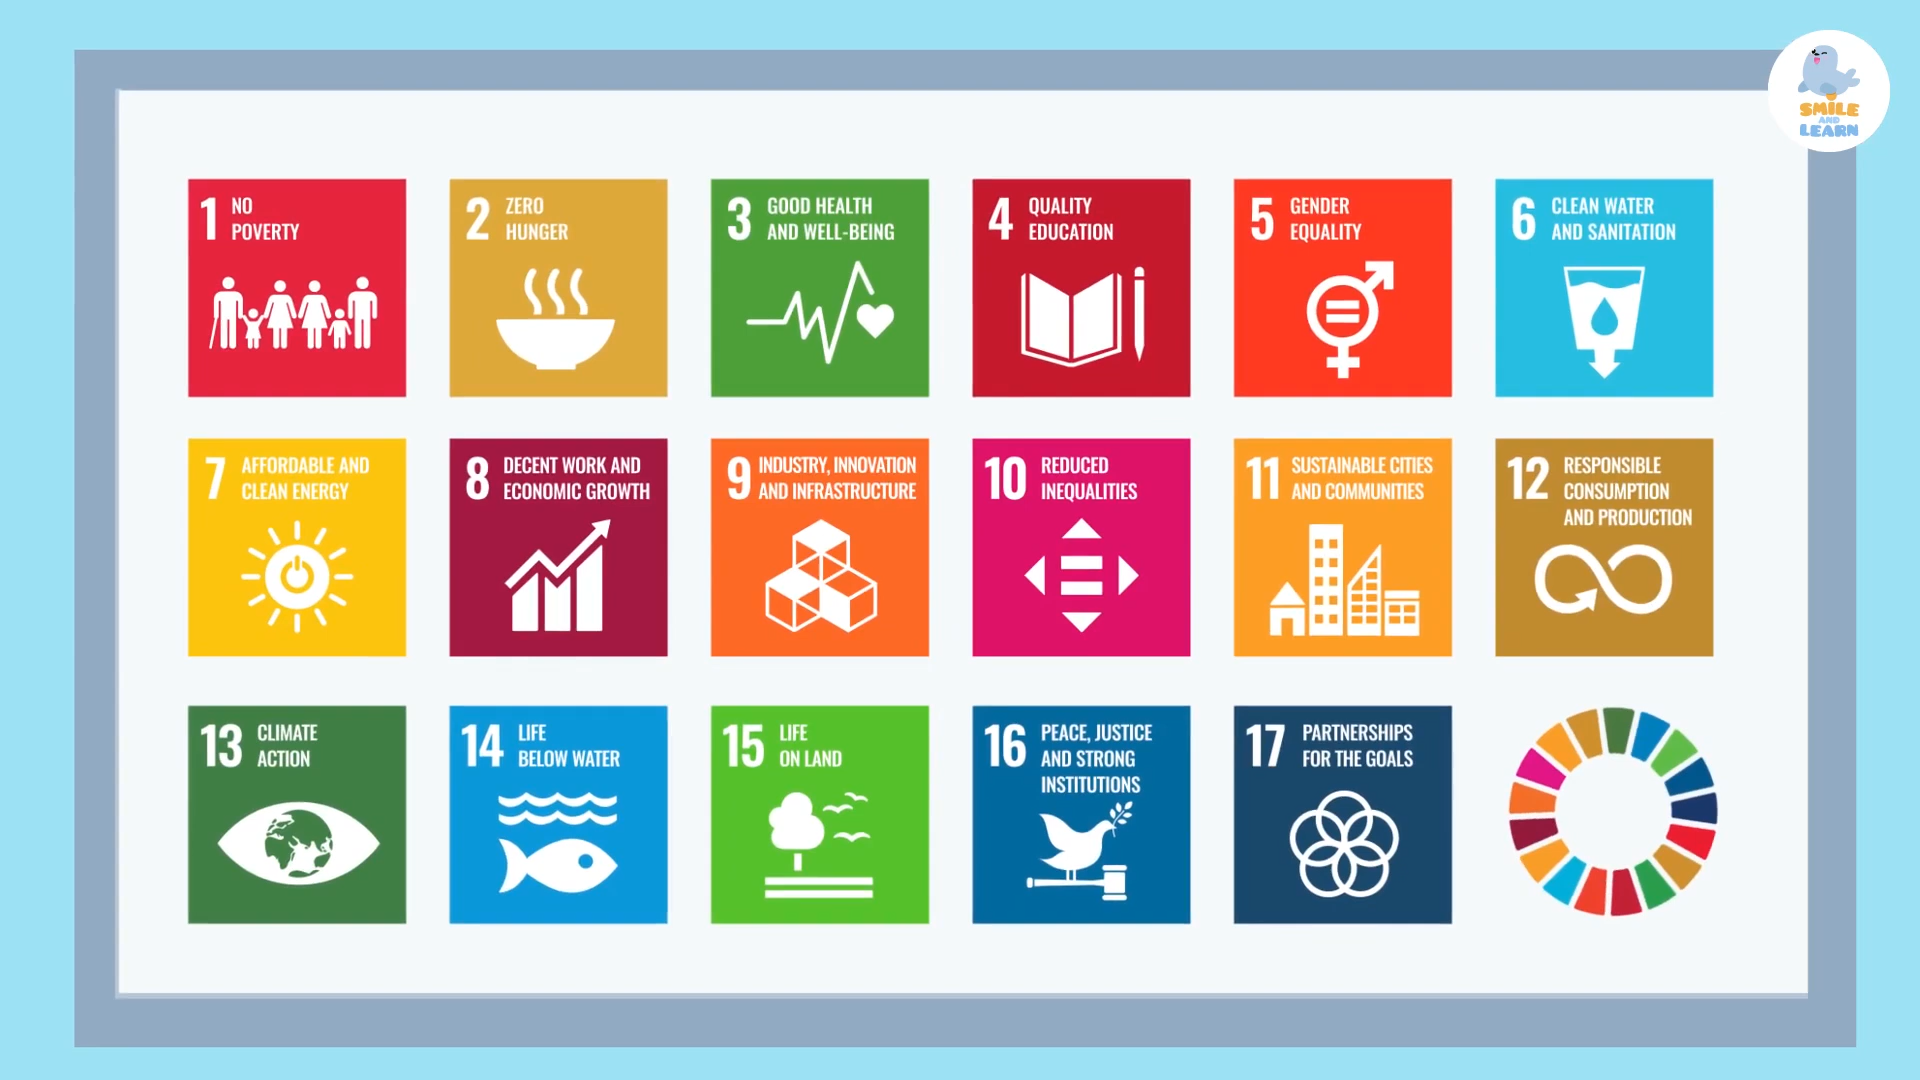 SMILE
AND
LEARN
1 NO
POVERTY
2 ZERO
HUNGER
3 GOOD HEALTH
AND WELL-BEING
4 QUALITY
EDUCATION
5 GENDER
EQUALITY
6 CLEAN WATER
AND SANITATION
7 AFFORDABLE AND
CLEAN ENERGY
8 DECENT WORK AND
ECONOMIC GROWTH
9 INDUSTRY, INNOVATION
AND INFRASTRUCTURE
10 REDUCED
INEQUALITIES
11 SUSTAINABLE CITIES
AND COMMUNITIES
12 RESPONSIBLE
CONSUMPTION
AND PRODUCTION
13 CLIMATE
ACTION
14 LIFE
BELOW WATER
15 LIFE
ON LAND
16 PEACE, JUSTICE
AND STRONG
INSTITUTIONS
17 PARTNERSHIPS
FOR THE GOALS